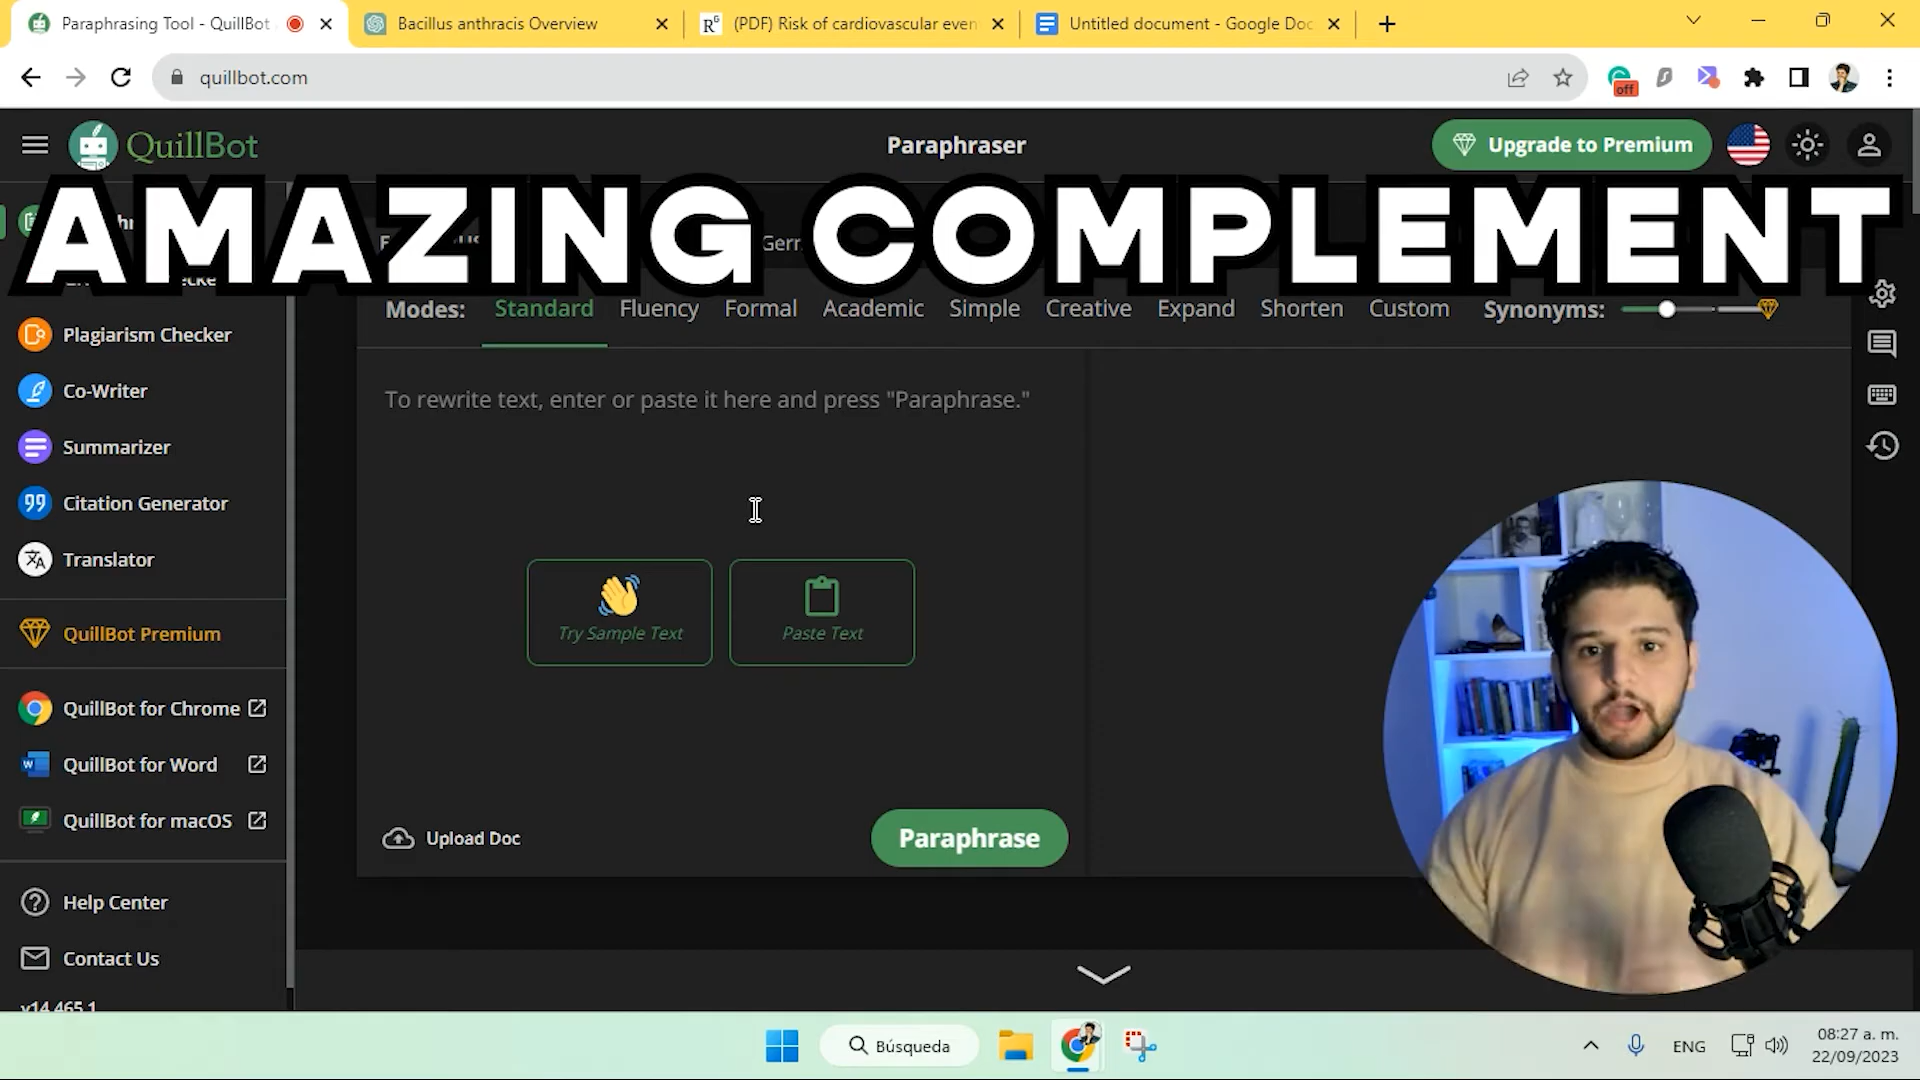 Paraphrasing Tool - QuillBot
Bacillus anthracis Overview
(PDF) Risk of cardiovascular even
Untitled document - Google Doc
quillbot.com
off
QuillBot
Paraphraser
Upgrade to Premium
AMAZING COMPLEMENT
Modes:
Standard
Fluency
Formal
Academic
Simple
Creative
Expand
Shorten
Custom
Synonyms:
Plagiarism Checker
Co-Writer
Summarizer
Citation Generator
Translator
QuillBot Premium
QuillBot for Chrome
QuillBot for Word
QuillBot for macOS
Help Center
Contact Us
v14.465.1
To rewrite text, enter or paste it here and press "Paraphrase."
Try Sample Text
Paste Text
Upload Doc
Paraphrase
Búsqueda
ENG
08:27 a. m.
22/09/2023